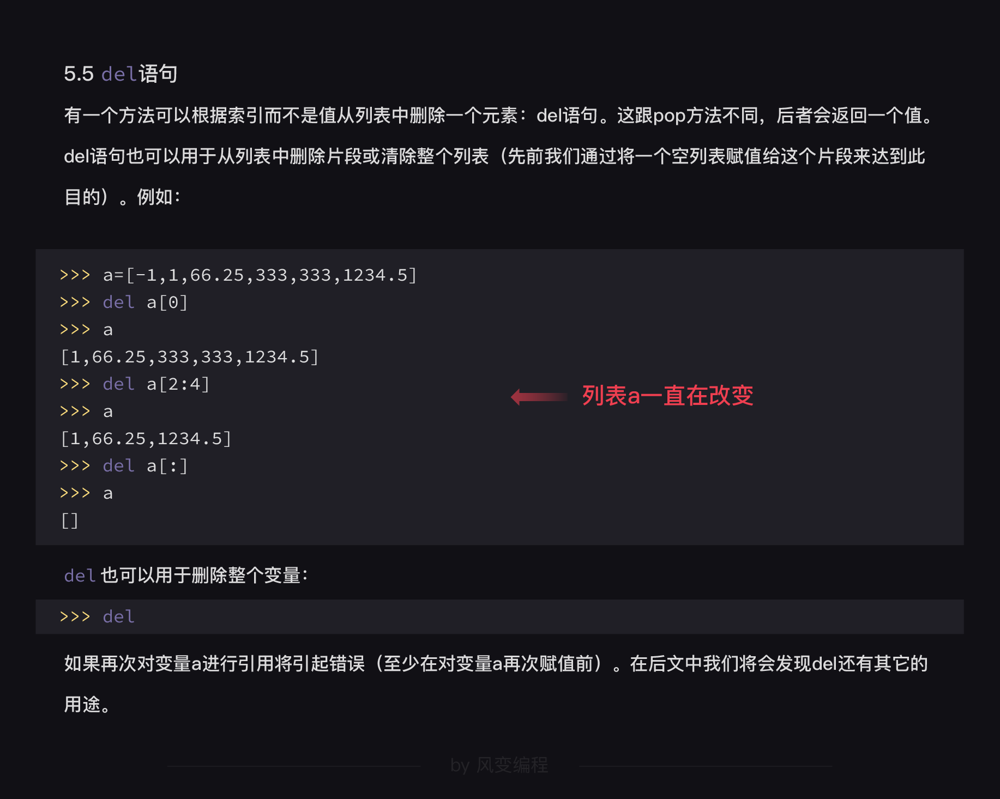 5.5 del语句
有一个方法可以根据索引而不是值从列表中删除一个元素：del语句。这跟pop方法不同，后者会返回一个值。
del语句也可以用于从列表中删除片段或清除整个列表（先前我们通过将一个空列表赋值给这个片段来达到此
目的）。例如：
>>> a=[-1,1,66.25,333,333,1234.5]
>>> del a[0]
>>> a
[1,66.25,333,333,1234.5]
>>> del a[2:4]
列表a一直在改变
>>> a
[1,66.25,1234.5]
>>> del a[:]
>>> a
[]
del 也可以用于删除整个变量：
>>> del
如果再次对变量a进行引用将引起错误（至少在对变量a再次赋值前）。在后文中我们将会发现del还有其它的
用途。
by 风变编程